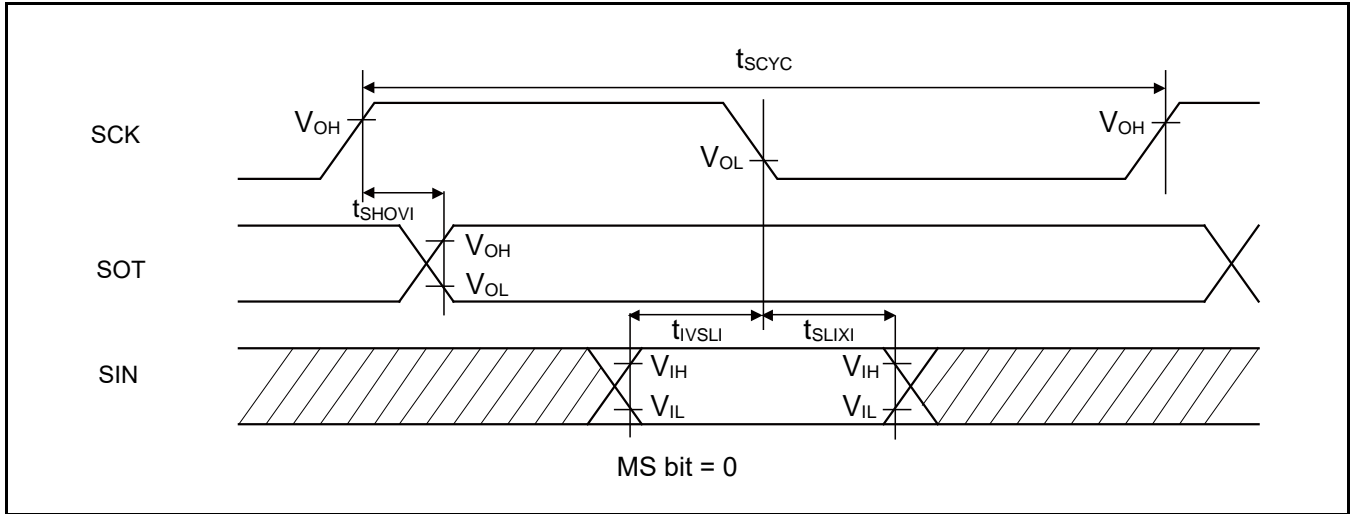 tSCYC
VOH
VOH
SCK
VOL
tSHOVI
VOH
SOT
VOL
tIVSLI
tSLIXI
VIH
VIH
SIN
VIL
VIL
MS bit = 0